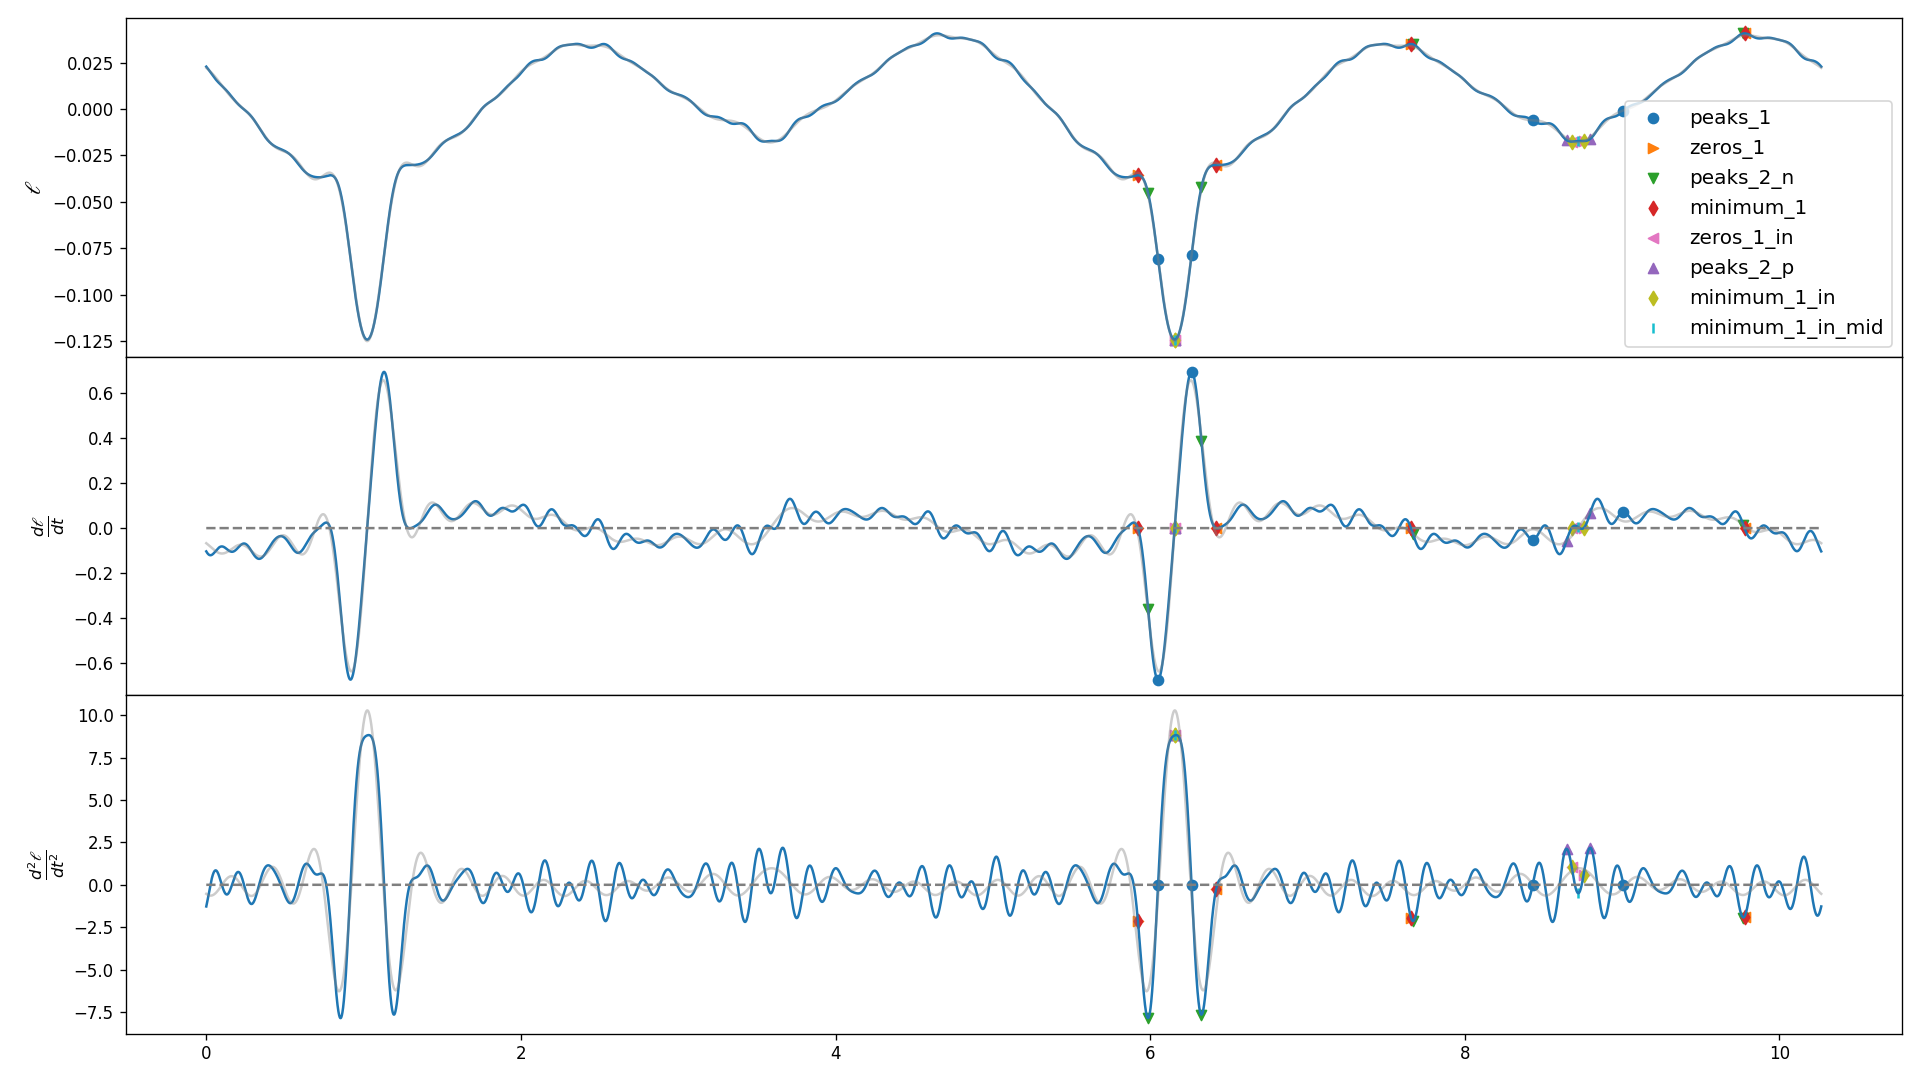 ℓ
0.025
0.000
−0.025
−0.050
−0.075
−0.100
−0.125
peaks_1
zeros_1
peaks_2_n
minimum_1
zeros_1_in
peaks_2_p
minimum_1_in
minimum_1_in_mid
dℓ
dt
0.6
0.4
0.2
0.0
−0.2
−0.4
−0.6
d²ℓ
dt²
10.0
7.5
5.0
2.5
0.0
−2.5
−5.0
−7.5
0 2 4 6 8 10